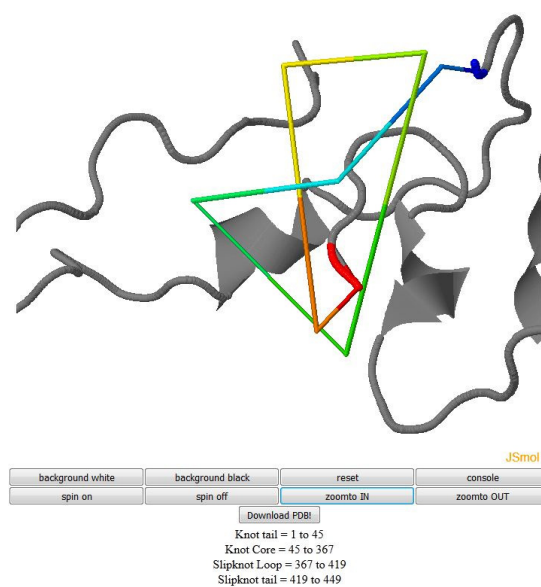 JSmol
background white background black reset console
spin on spin off zoomto IN zoomto OUT
Download PDB!
Knot tail = 1 to 45
Knot Core = 45 to 367
Slipknot Loop = 367 to 419
Slipknot tail = 419 to 449